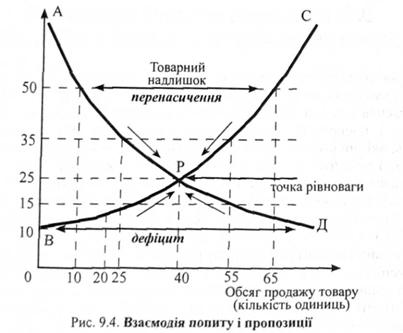 А
С
Товарний
надлишок
перенасичення
50
35
Р
25
точка рівноваги
15
10
В
дефіцит
Д
0
10
20
25
40
55
65
Обсяг продажу товару
(кількість одиниць)
Рис. 9.4. Взаємодія попиту і пропозиції